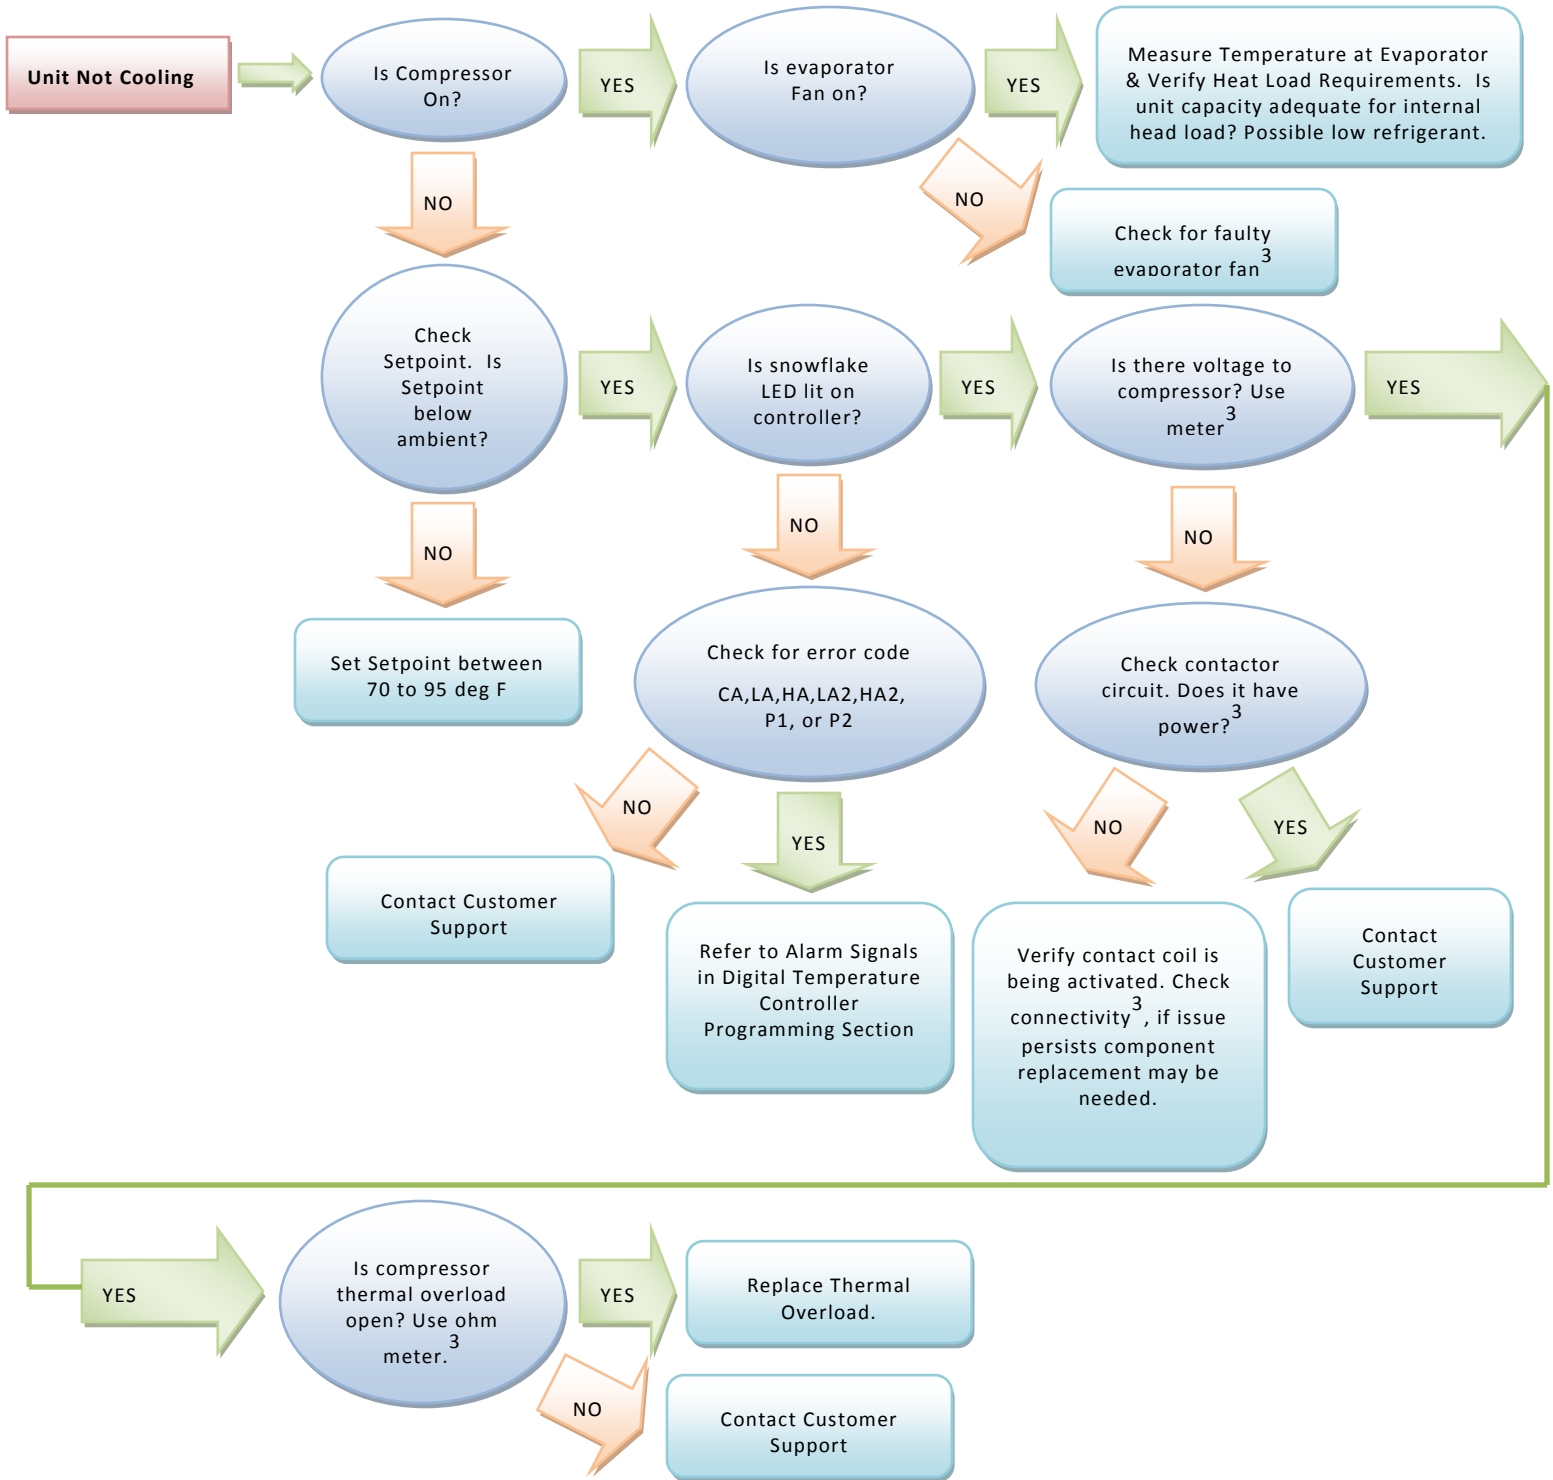 Unit Not Cooling
Is Compressor
On?
YES
Is evaporator
Fan on?
YES
Measure Temperature at Evaporator
& Verify Heat Load Requirements. Is
unit capacity adequate for internal
head load? Possible low refrigerant.
NO
NO
Check for faulty
evaporator fan3
Check
Setpoint. Is
Setpoint
below
ambient?
YES
Is snowflake
LED lit on
controller?
YES
Is there voltage to
compressor? Use
meter3
YES
NO
NO
NO
Set Setpoint between
70 to 95 deg F
Check for error code
CA,LA,HA,LA2,HA2,
P1, or P2
Check contactor
circuit. Does it have
power?3
NO
YES
NO
YES
Contact Customer
Support
Refer to Alarm Signals
in Digital Temperature
Controller
Programming Section
Verify contact coil is
being activated. Check
connectivity3, if issue
persists component
replacement may be
needed.
Contact
Customer
Support
YES
Is compressor
thermal overload
open? Use ohm
meter.3
YES
Replace Thermal
Overload.
NO
Contact Customer
Support